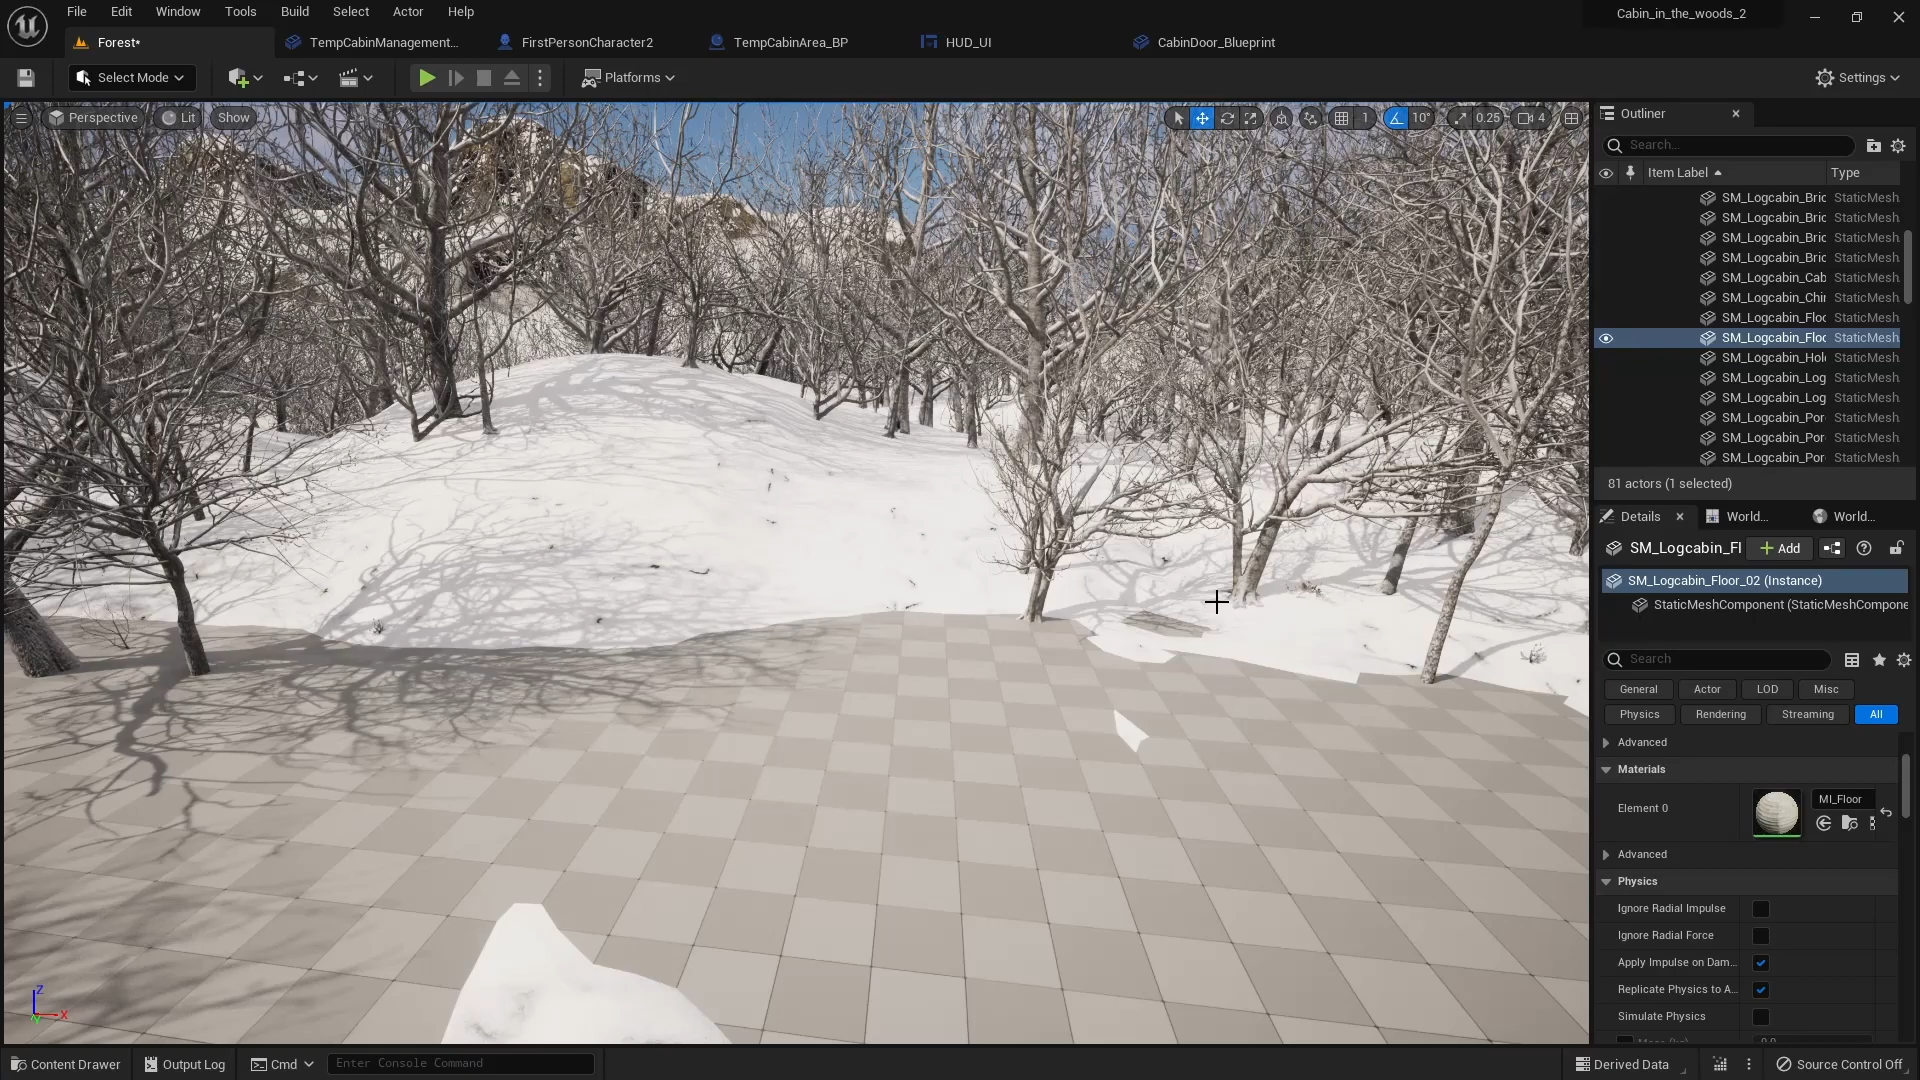 File Edit Window Tools Build Select Actor Help
Cabin_in_the_woods_2
Forest* TempCabinManagement... FirstPersonCharacter2 TempCabinArea_BP HUD_UI CabinDoor_Blueprint
Select Mode Platforms Settings
Perspective Lit Show 1 10° 0.25 4
Outliner
Search...
Item Label Type
SM_Logcabin_Bric StaticMesh
SM_Logcabin_Bric StaticMesh
SM_Logcabin_Bric StaticMesh
SM_Logcabin_Bric StaticMesh
SM_Logcabin_Cab StaticMesh
SM_Logcabin_Chi StaticMesh
SM_Logcabin_Floo StaticMesh
SM_Logcabin_Floo StaticMesh
SM_Logcabin_Hol StaticMesh
SM_Logcabin_Log StaticMesh
SM_Logcabin_Log StaticMesh
SM_Logcabin_Por StaticMesh
SM_Logcabin_Por StaticMesh
SM_Logcabin_Por StaticMesh
81 actors (1 selected)
Details World... World...
SM_Logcabin_Fl Add
SM_Logcabin_Floor_02 (Instance)
StaticMeshComponent (StaticMeshCompone
Search
General Actor LOD Misc
Physics Rendering Streaming All
Advanced
Materials
Element 0 MI_Floor
Advanced
Physics
Ignore Radial Impulse
Ignore Radial Force
Apply Impulse on Dam...
Replicate Physics to A...
Simulate Physics
Z
X
Content Drawer Output Log Cmd Enter Console Command Derived Data Source Control Off